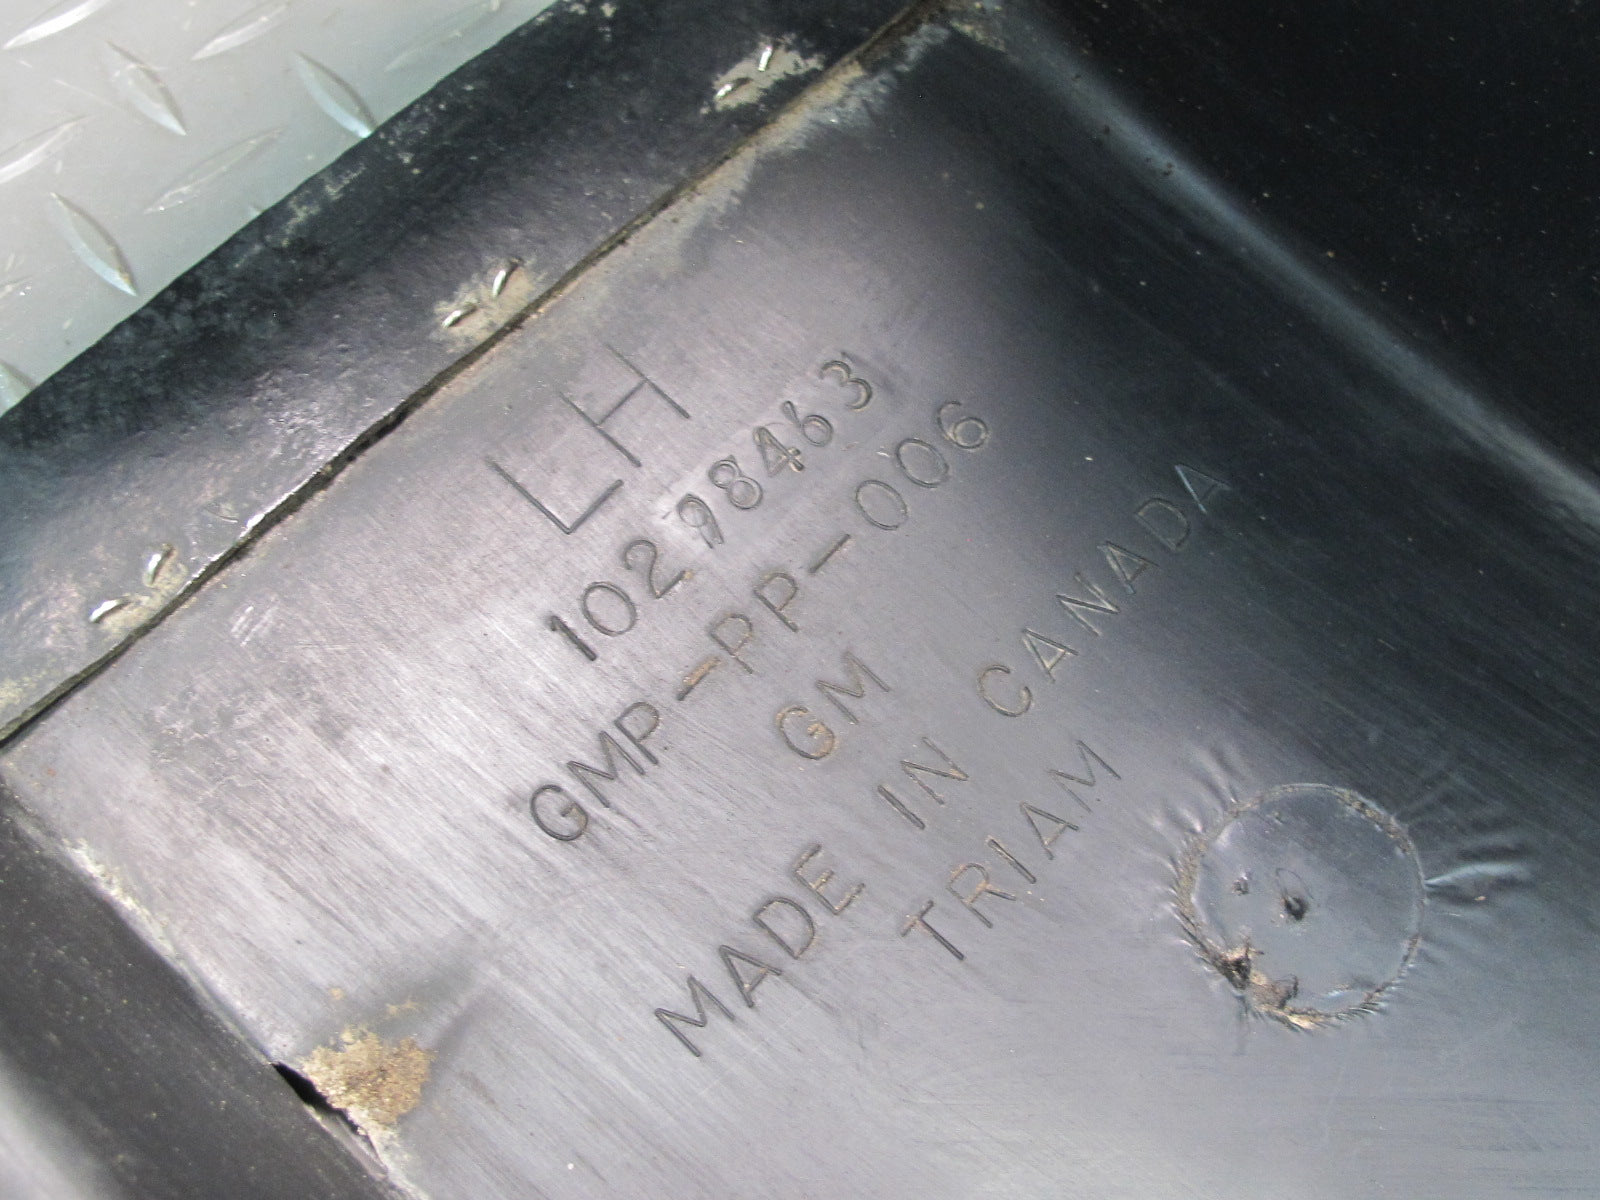 LH
10298463
GMP-PP-006
GM
MADE IN CANADA
TRIAM